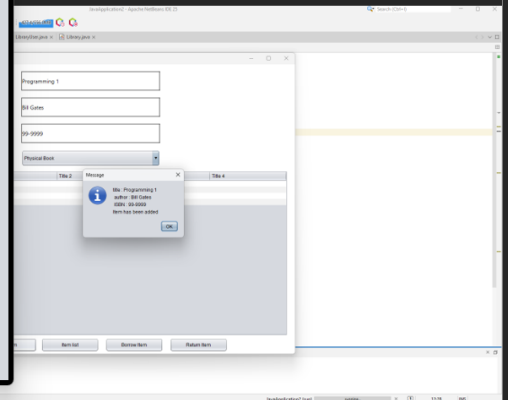 JavaApplication2 - Apache NetBeans IDE 23
Search (Ctrl+I)
LibraryItem.java
Library.java
Programming 1
Bill Gates
99-9999
Physical Book
Title 2
Title 4
Message
title : Programming 1
author : Bill Gates
ISBN : 99-9999
Item has been added
OK
Item list
Borrow Item
Return Item